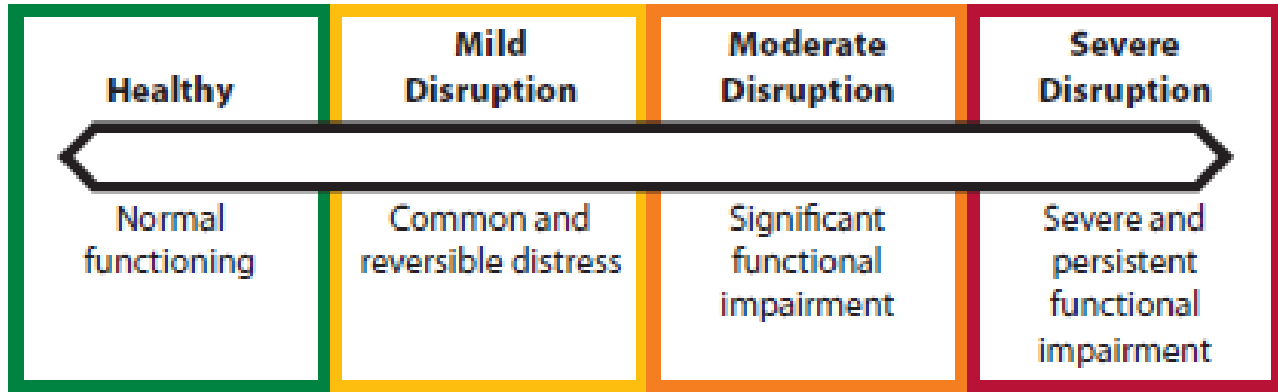 Healthy
Mild
Disruption
Moderate
Disruption
Severe
Disruption
Normal
functioning
Common and
reversible distress
Significant
functional
impairment
Severe and
persistent
functional
impairment